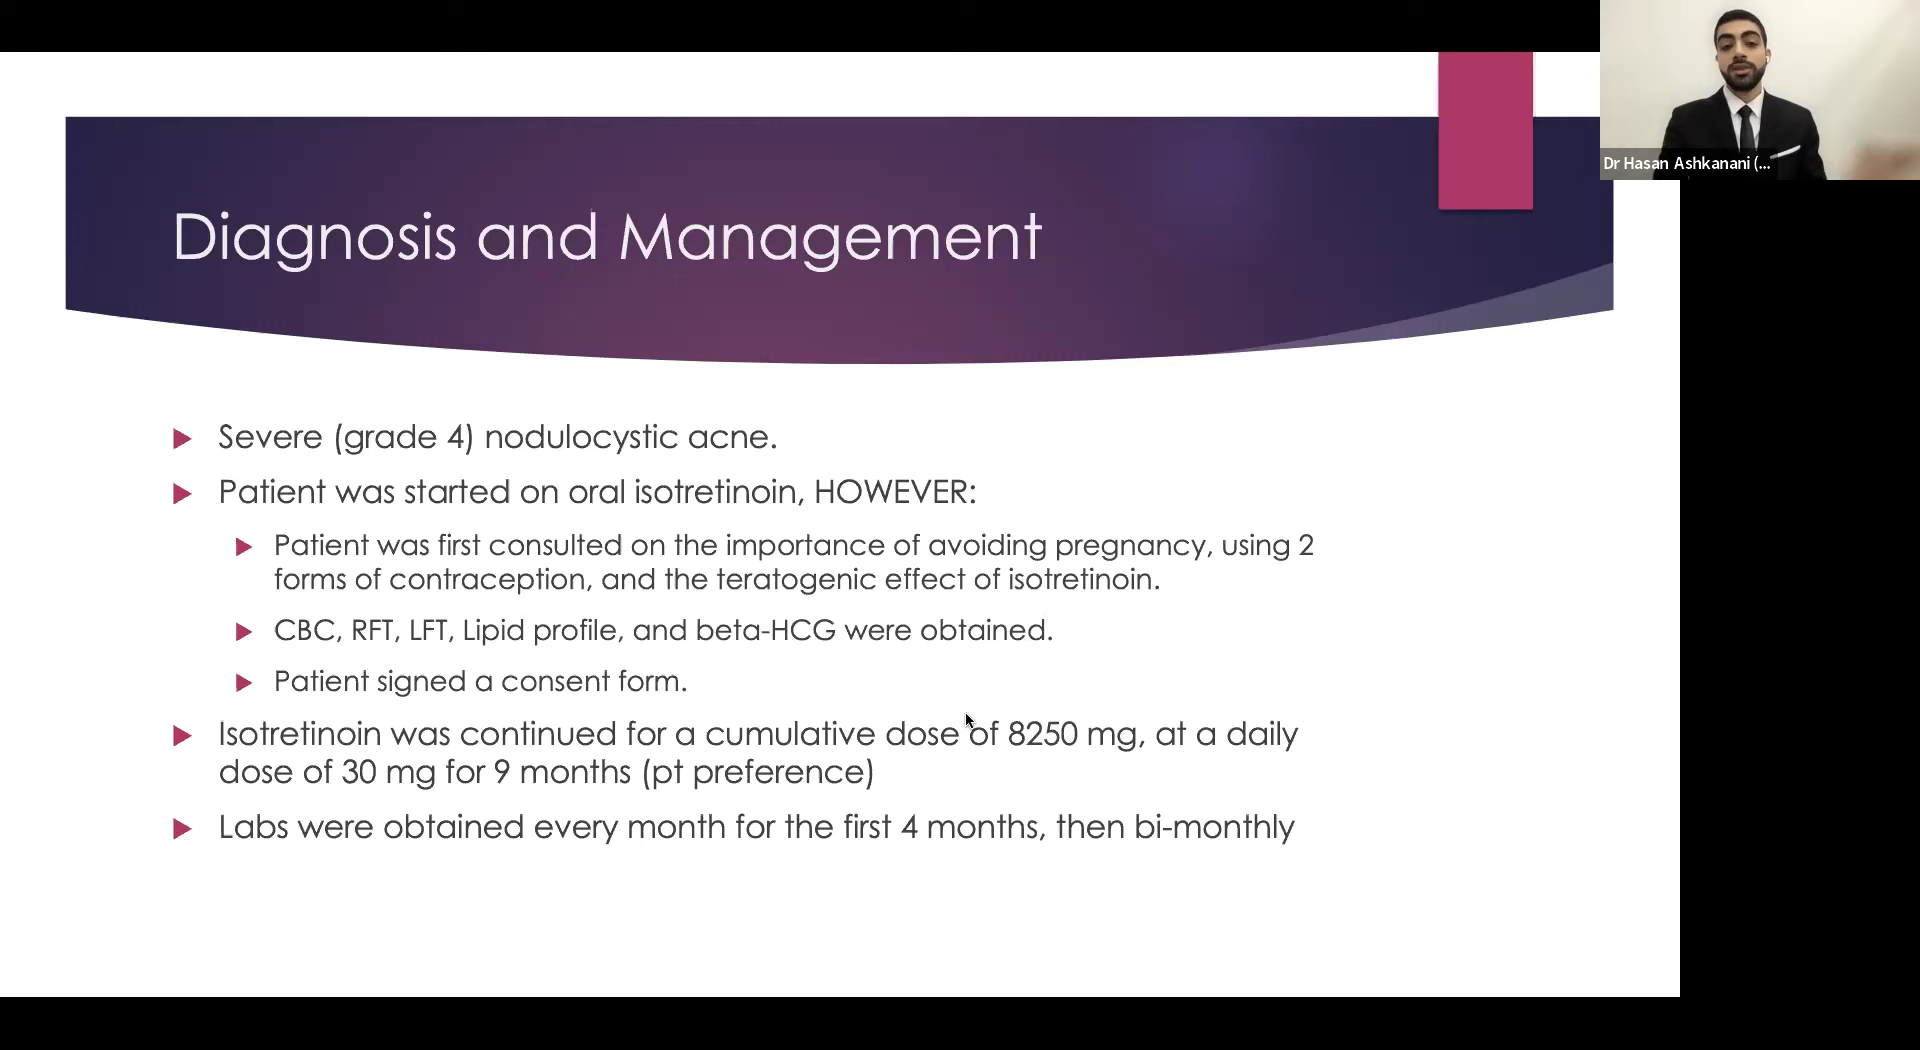 Dr Hasan Ashkanani (...
Diagnosis and Management
Severe (grade 4) nodulocystic acne.
Patient was started on oral isotretinoin, HOWEVER:
Patient was first consulted on the importance of avoiding pregnancy, using 2
forms of contraception, and the teratogenic effect of isotretinoin.
CBC, RFT, LFT, Lipid profile, and beta-HCG were obtained.
Patient signed a consent form.
Isotretinoin was continued for a cumulative dose of 8250 mg, at a daily
dose of 30 mg for 9 months (pt preference)
Labs were obtained every month for the first 4 months, then bi-monthly